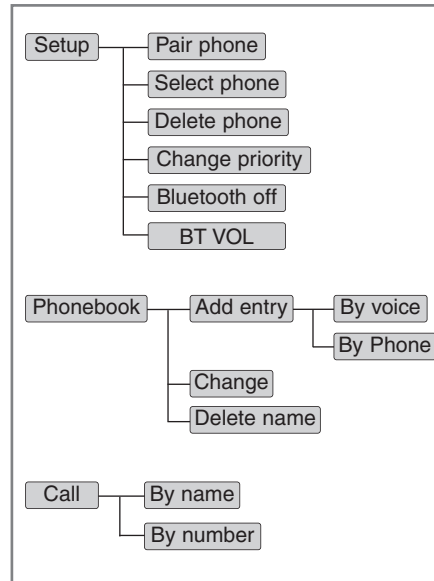 Setup
Pair phone
Select phone
Delete phone
Change priority
Bluetooth off
BT VOL
Phonebook
Add entry
By voice
By Phone
Change
Delete name
Call
By name
By number